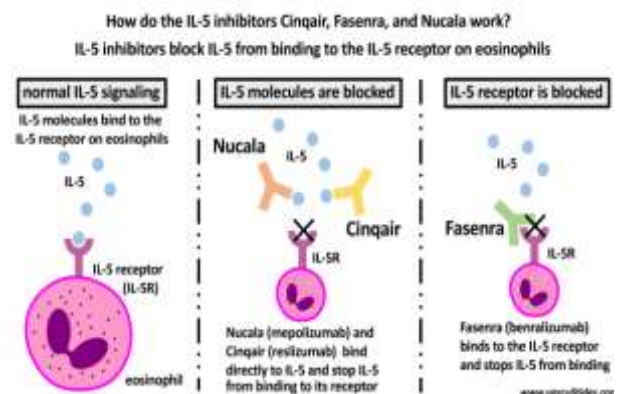 How do the IL-5 inhibitors Cinqair, Fasenra, and Nucala work?
IL-5 inhibitors block IL-5 from binding to the IL-5 receptor on eosinophils
normal IL-5 signaling
IL-5 molecules bind to the
IL-5 receptor on eosinophils
IL-5
IL-5 receptor
(IL-5R)
eosinophil
IL-5 molecules are blocked
Nucala
IL-5
Cinqair
IL-5R
Nucala (mepolizumab) and
Cinqair (reslizumab) bind
directly to IL-5 and stop IL-5
from binding to its receptor
IL-5 receptor is blocked
IL-5
Fasenra
IL-5R
Fasenra (benralizumab)
binds to the IL-5 receptor
and stops IL-5 from binding